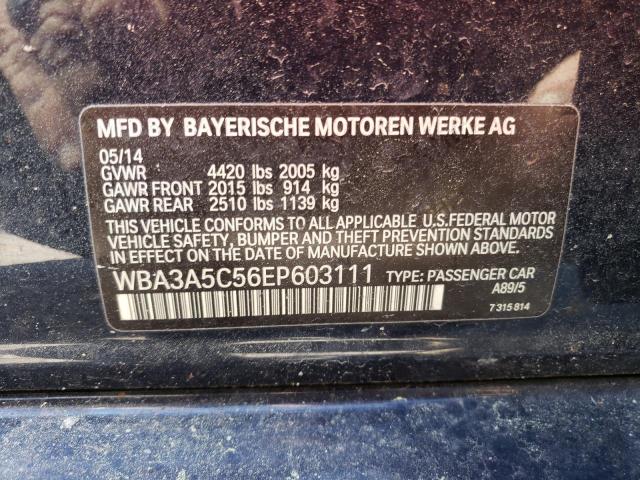 MFD BY BAYERISCHE MOTOREN WERKE AG
05/14
GVWR 4420 lbs 2005 kg
GAWR FRONT 2015 lbs 914 kg
GAWR REAR 2510 lbs 1139 kg
THIS VEHICLE CONFORMS TO ALL APPLICABLE U.S.FEDERAL MOTOR
VEHICLE SAFETY, BUMPER AND THEFT PREVENTION STANDARDS
IN EFFECT ON THE DATE OF MANUFACTURE SHOWN ABOVE.
WBA3A5C56EP603111 TYPE: PASSENGER CAR
A89/5
7 315 814